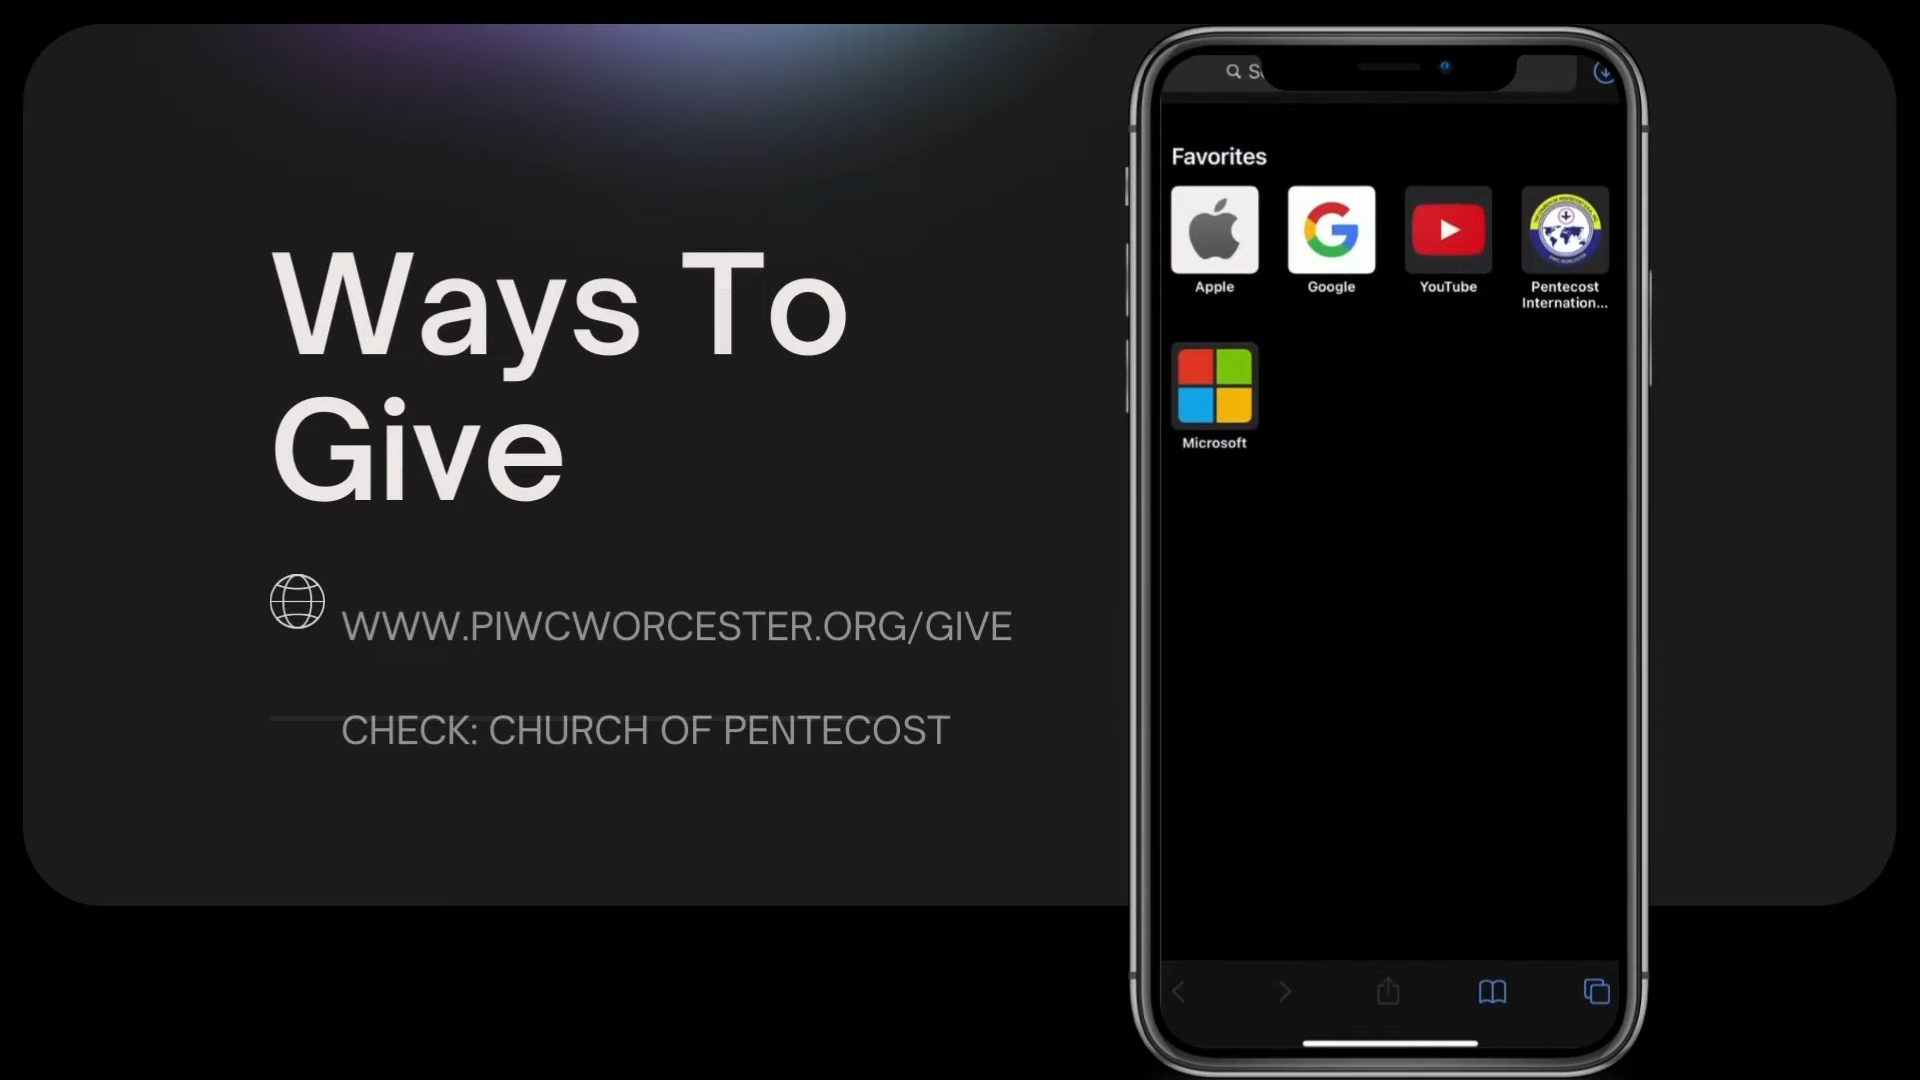 Ways To
Give
WWW.PIWCWORCESTER.ORG/GIVE
CHECK: CHURCH OF PENTECOST
Favorites
Apple
Google
YouTube
Pentecost
Internation...
Microsoft